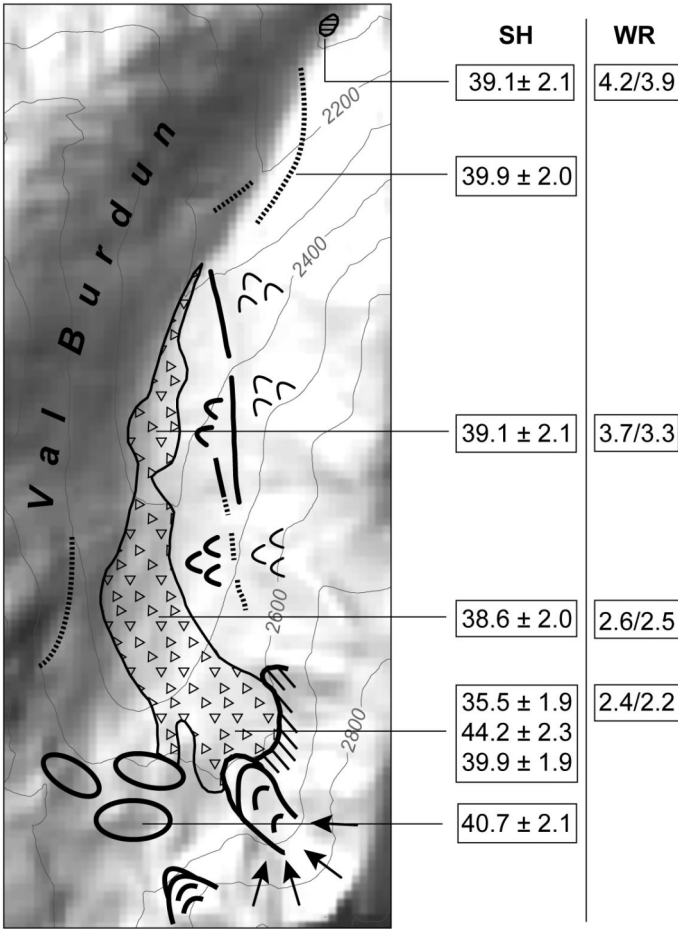 SH WR
39.1± 2.1 4.2/3.9
2200
39.9 ± 2.0
Val Burdun
2400
39.1 ± 2.1 3.7/3.3
2600
38.6 ± 2.0 2.6/2.5
35.5 ± 1.9 2.4/2.2
2800
44.2 ± 2.3
39.9 ± 1.9
40.7 ± 2.1